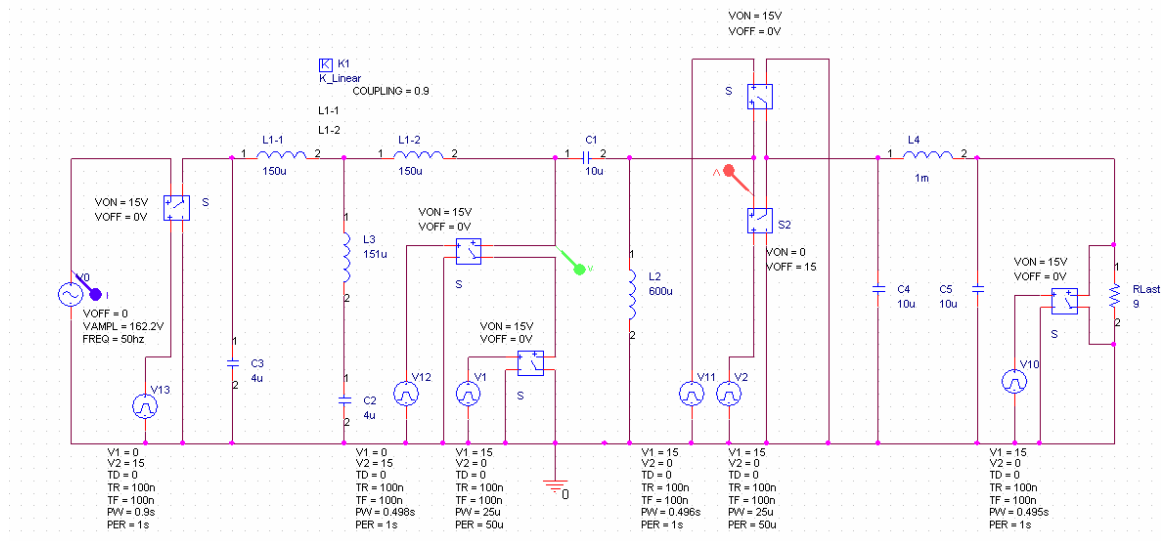 VON = 15V
VOFF = 0V
K K1
K_Linear
COUPLING = 0.9
L1-1
L1-2
S
1 L1-1 2
150u
1 L1-2 2
150u
1 C1 2
10u
1 L4 2
1m
VON = 15V
VOFF = 0V
S
VON = 15V
VOFF = 0V
S
A
S2
VON = 0
VOFF = 15
1
L3
151u
2
V
1
L2
600u
2
VON = 15V
VOFF = 0V
S
V0
I
VOFF = 0
VAMPL = 162.2V
FREQ = 50hz
VON = 15V
VOFF = 0V
S
C4
10u
C5
10u
1
RLast
9
2
1
C3
4u
2
V13
1
C2
4u
2
V12
V1
V11
V2
V10
0
V1 = 0
V2 = 15
TD = 0
TR = 100n
TF = 100n
PW = 0.9s
PER = 1s
V1 = 0
V2 = 15
TD = 0
TR = 100n
TF = 100n
PW = 0.498s
PER = 1s
V1 = 15
V2 = 0
TD = 0
TR = 100n
TF = 100n
PW = 25u
PER = 50u
V1 = 15
V2 = 0
TD = 0
TR = 100n
TF = 100n
PW = 0.496s
PER = 1s
V1 = 15
V2 = 0
TD = 0
TR = 100n
TF = 100n
PW = 25u
PER = 50u
V1 = 15
V2 = 0
TD = 0
TR = 100n
TF = 100n
PW = 0.495s
PER = 1s